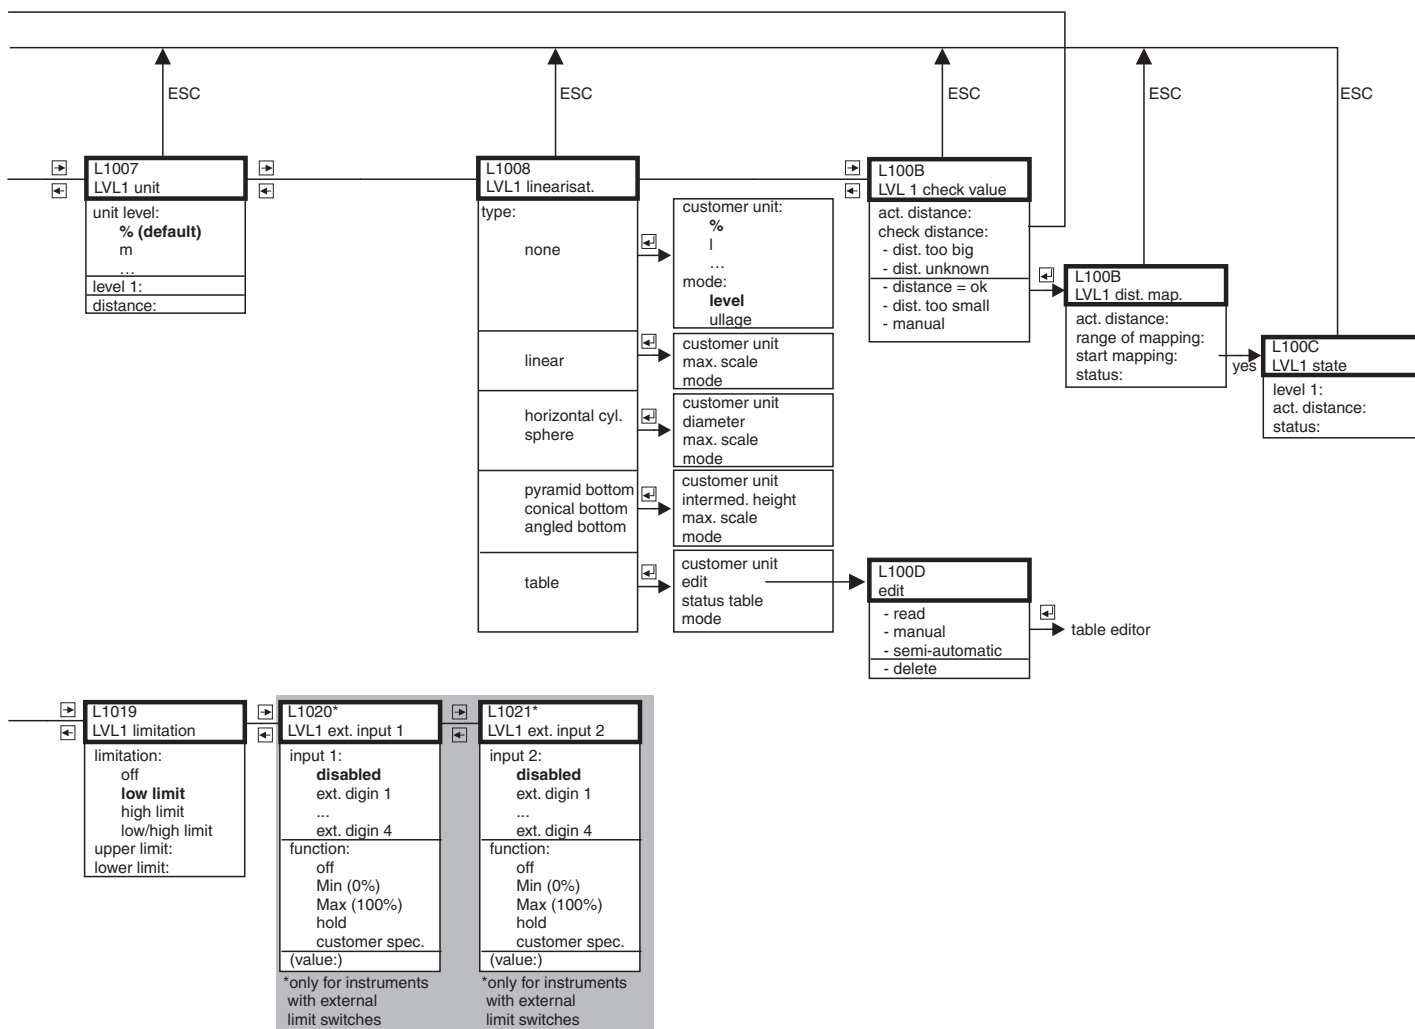 ESC
ESC
ESC
ESC
ESC
L1007
LVL1 unit
unit level:
% (default)
m
...
level 1:
distance:
L1008
LVL1 linearisat.
type:
none
linear
horizontal cyl.
sphere
pyramid bottom
conical bottom
angled bottom
table
customer unit:
%
l
...
mode:
level
ullage
customer unit
max. scale
mode
customer unit
diameter
max. scale
mode
customer unit
intermed. height
max. scale
mode
customer unit
edit
status table
mode
L100B
LVL 1 check value
act. distance:
check distance:
- dist. too big
- dist. unknown
- distance = ok
- dist. too small
- manual
L100B
LVL1 dist. map.
act. distance:
range of mapping:
start mapping:
status:
yes
L100C
LVL1 state
level 1:
act. distance:
status:
L100D
edit
- read
- manual
- semi-automatic
- delete
table editor
L1019
LVL1 limitation
limitation:
off
low limit
high limit
low/high limit
upper limit:
lower limit:
L1020*
LVL1 ext. input 1
input 1:
disabled
ext. digin 1
...
ext. digin 4
function:
off
Min (0%)
Max (100%)
hold
customer spec.
(value:)
*only for instruments
with external
limit switches
L1021*
LVL1 ext. input 2
input 2:
disabled
ext. digin 1
...
ext. digin 4
function:
off
Min (0%)
Max (100%)
hold
customer spec.
(value:)
*only for instruments
with external
limit switches